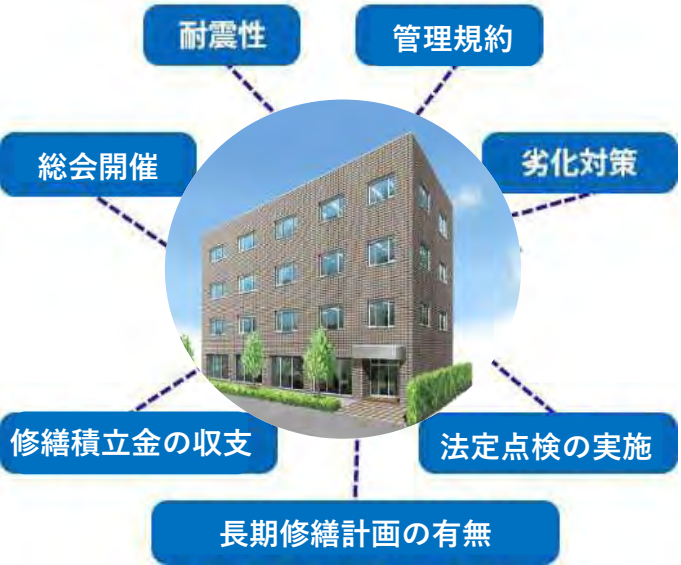 耐震性
管理規約
総会開催
劣化対策
修繕積立金の収支
法定点検の実施
長期修繕計画の有無